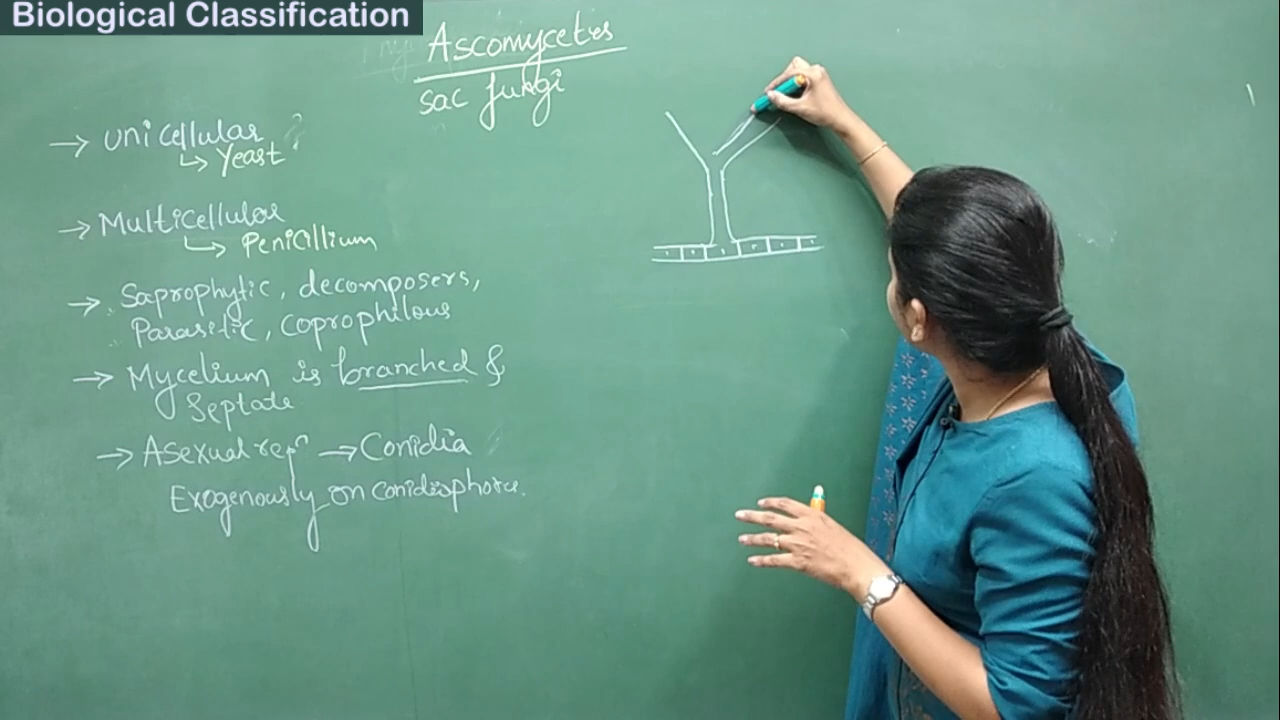 Biological Classification
Ascomycetes
sac fungi
→ Unicellular
↳ Yeast
→ Multicellular
↳ Penicillium
→ Saprophytic, decomposers,
Parasitic, coprophilous
→ Mycelium is branched &
Septate
→ Asexual repⁿ → Conidia
Exogenously on conidiophore.